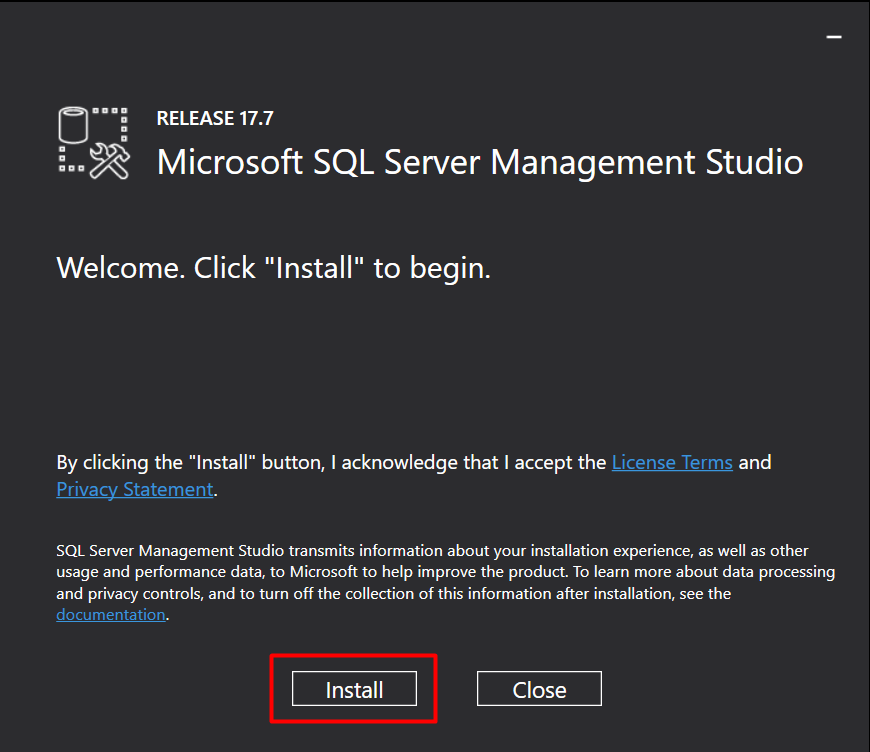 RELEASE 17.7
Microsoft SQL Server Management Studio
Welcome. Click "Install" to begin.
By clicking the "Install" button, I acknowledge that I accept the License Terms and
Privacy Statement.
SQL Server Management Studio transmits information about your installation experience, as well as other
usage and performance data, to Microsoft to help improve the product. To learn more about data processing
and privacy controls, and to turn off the collection of this information after installation, see the
documentation.
Install Close